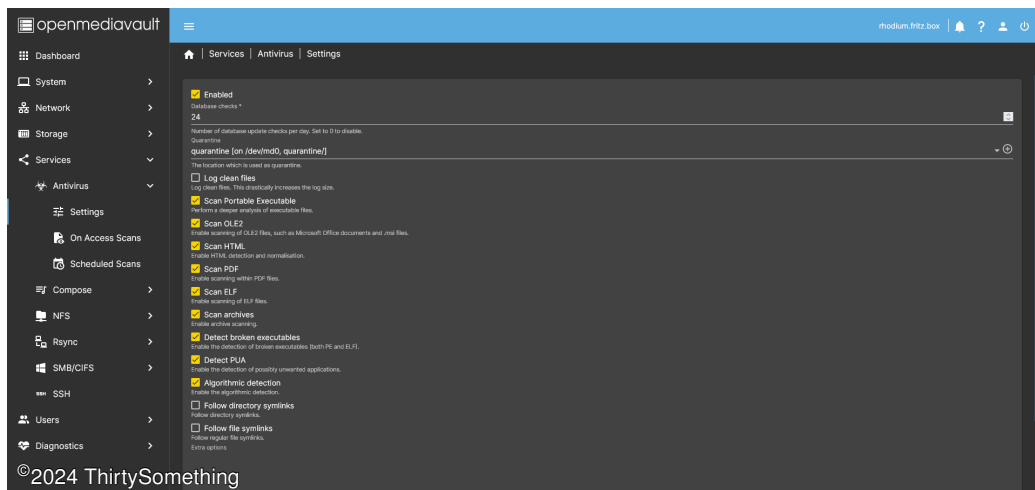 openmediavault
rhodium.fritz.box
Dashboard
System
Network
Storage
Services
Antivirus
Settings
On Access Scans
Scheduled Scans
Compose
NFS
Rsync
SMB/CIFS
SSH SSH
Users
Diagnostics
Services | Antivirus | Settings
Enabled
Database checks *
24
Number of database update checks per day. Set to 0 to disable.
Quarantine
quarantine [on /dev/md0, quarantine/]
The location which is used as quarantine.
Log clean files
Log clean files. This drastically increases the log size.
Scan Portable Executable
Perform a deeper analysis of executable files.
Scan OLE2
Enable scanning of OLE2 files, such as Microsoft Office documents and .msi files.
Scan HTML
Enable HTML detection and normalisation.
Scan PDF
Enable scanning within PDF files.
Scan ELF
Enable scanning of ELF files.
Scan archives
Enable archive scanning.
Detect broken executables
Enable the detection of broken executables (both PE and ELF).
Detect PUA
Enable the detection of possibly unwanted applications.
Algorithmic detection
Enable the algorithmic detection.
Follow directory symlinks
Follow directory symlinks.
Follow file symlinks
Follow regular file symlinks.
Extra options
©2024 ThirtySomething